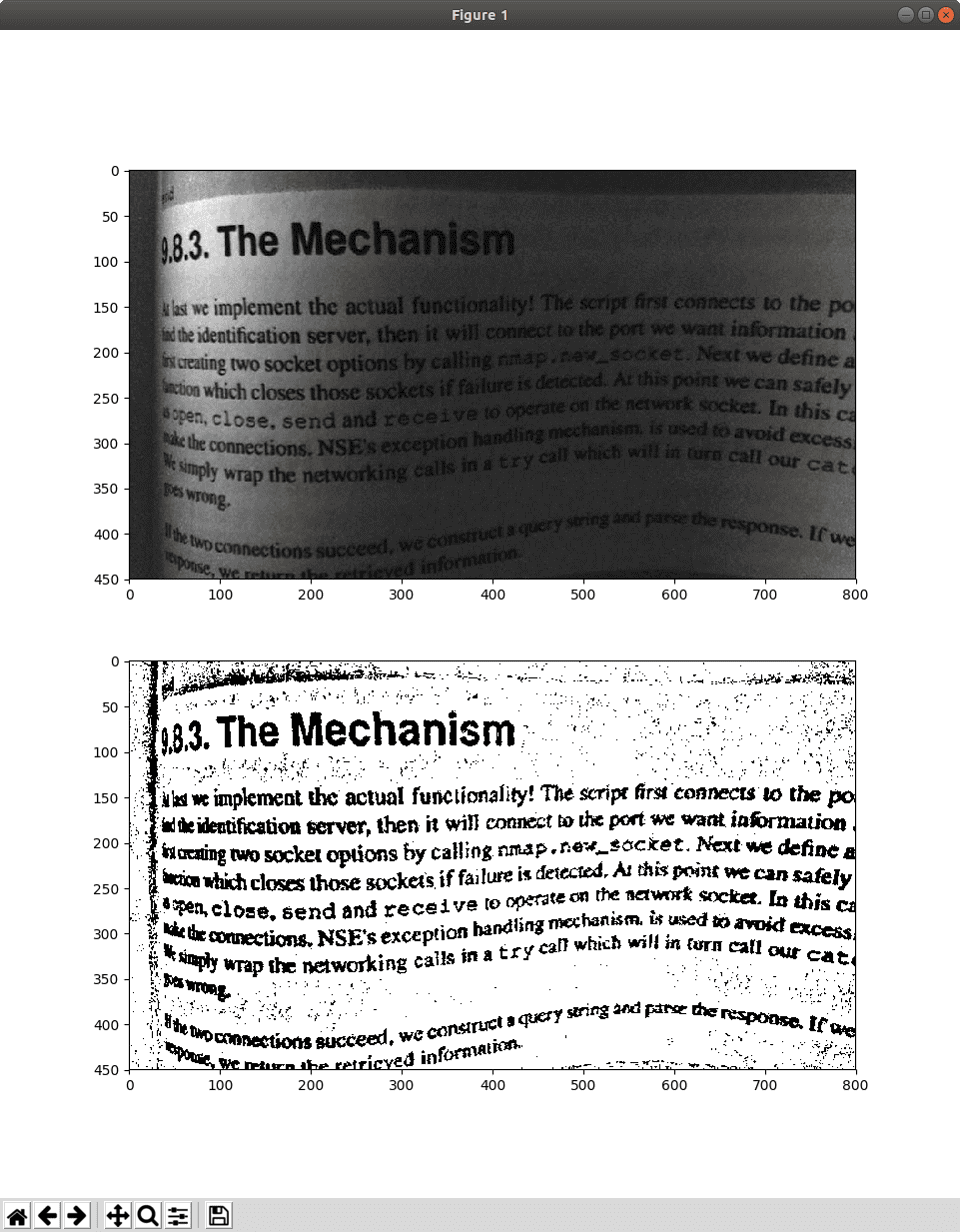 Figure 1
0
50
100
150
200
250
300
350
400
450
0 100 200 300 400 500 600 700 800
and
9.8.3. The Mechanism
At last we implement the actual functionality! The script first connects to the po
find the identification server, then it will connect to the port we want information
first creating two socket options by calling nmap.new_socket. Next we define a
function which closes those sockets if failure is detected. At this point we can safely
as open, close, send and receive to operate on the network socket. In this ca
make the connections. NSE's exception handling mechanism. is used to avoid excess
We simply wrap the networking calls in a try call which will in turn call our catc
goes wrong.
If the two connections succeed, we construct a query string and parse the response. If we
response, we return the retrieved information.
0
50
100
150
200
250
300
350
400
450
0 100 200 300 400 500 600 700 800
9.8.3. The Mechanism
At last we implement the actual functionality! The script first connects to the po
find the identification server, then it will connect to the port we want information
first creating two socket options by calling nmap.new_socket. Next we define a
function which closes those sockets if failure is detected. At this point we can safely
as open, close, send and receive to operate on the network socket. In this ca
make the connections. NSE's exception handling mechanism. is used to avoid excess
We simply wrap the networking calls in a try call which will in turn call our catc
goes wrong.
If the two connections succeed, we construct a query string and parse the response. If we
response, we return the retrieved information.